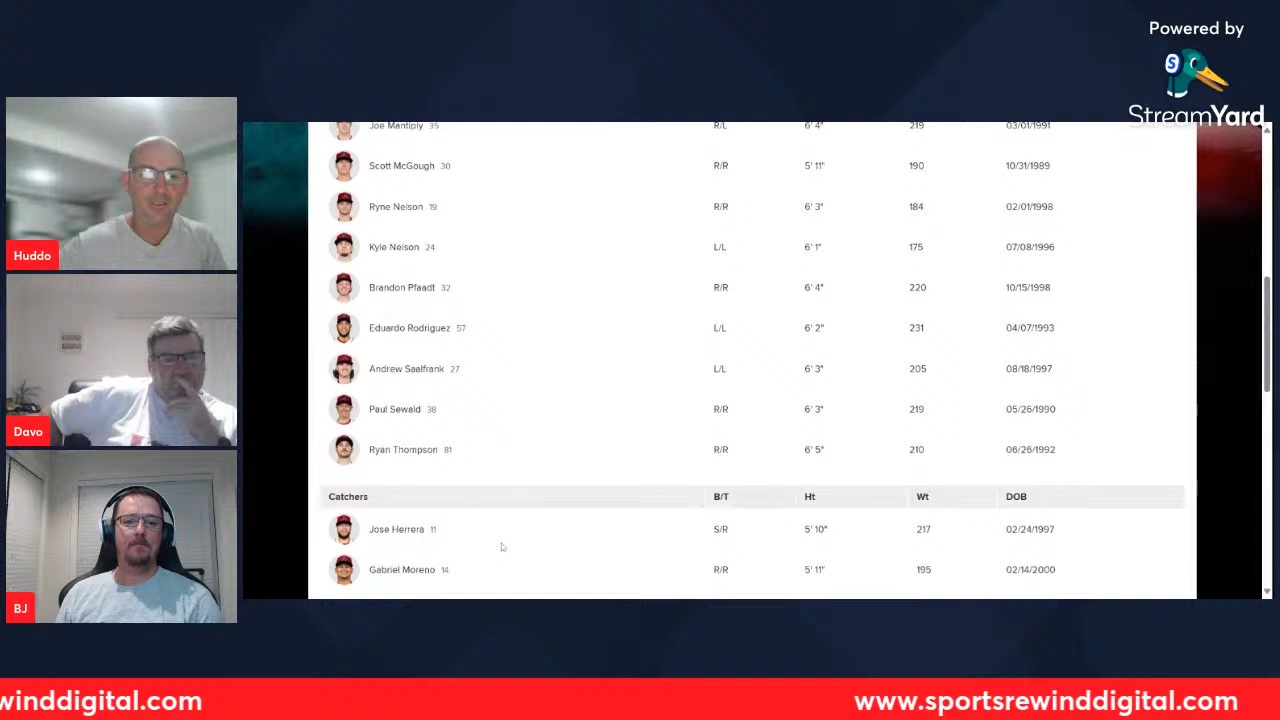 Powered by
S
StreamYard
Huddo
Davo
BJ
Joe Mantiply 35 R/L 6' 4" 219 03/01/1991
Scott McGough 30 R/R 5' 11" 190 10/31/1989
Ryne Nelson 19 R/R 6' 3" 184 02/01/1998
Kyle Nelson 24 L/L 6' 1" 175 07/08/1996
Brandon Pfaadt 32 R/R 6' 4" 220 10/15/1998
Eduardo Rodriguez 57 L/L 6' 2" 231 04/07/1993
Andrew Saalfrank 27 L/L 6' 3" 205 08/18/1997
Paul Sewald 38 R/R 6' 3" 219 05/26/1990
Ryan Thompson 81 R/R 6' 5" 210 06/26/1992
Catchers B/T Ht Wt DOB
Jose Herrera 11 S/R 5' 10" 217 02/24/1997
Gabriel Moreno 14 R/R 5' 11" 195 02/14/2000
winddigital.com www.sportsrewinddigital.com